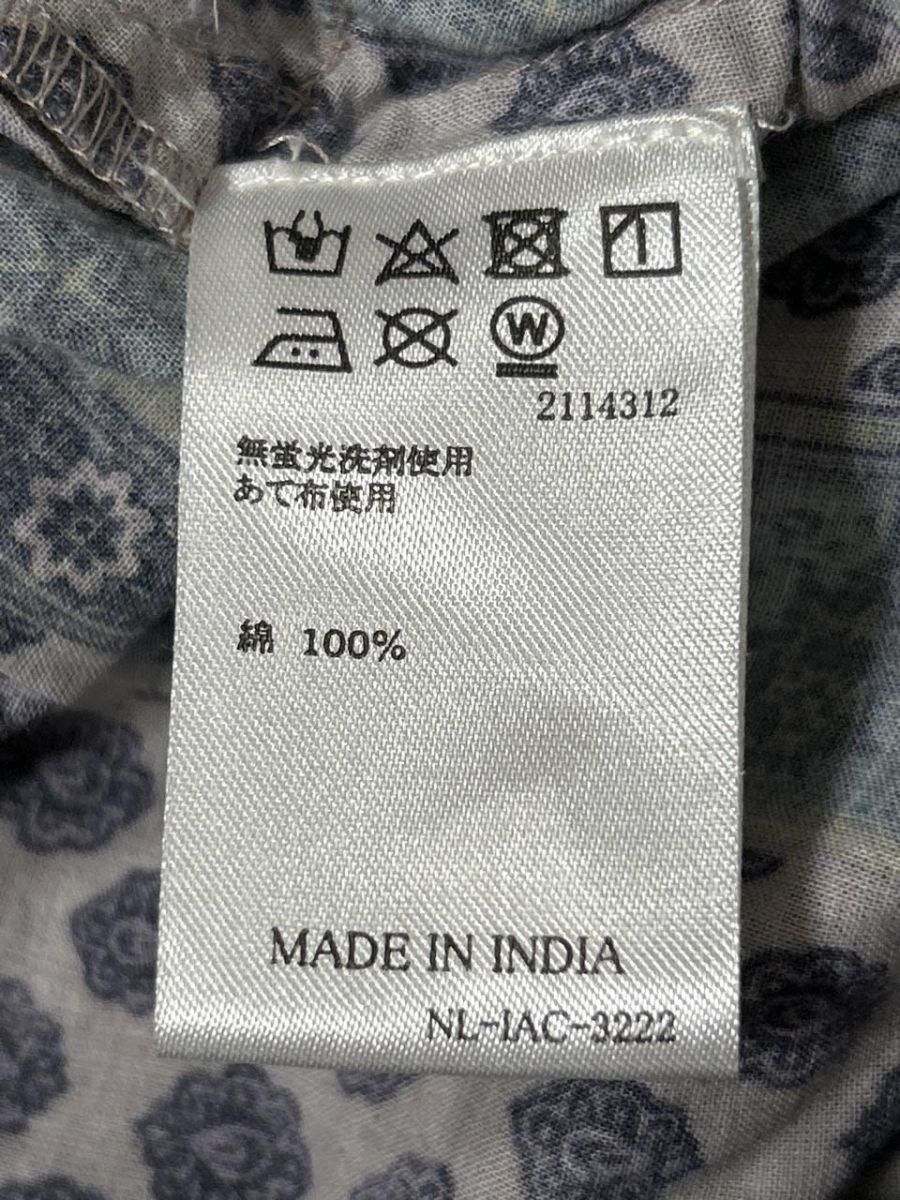 W
2114312
無蛍光洗剤使用
あて布使用
綿 100%
MADE IN INDIA
NL-IAC-3222